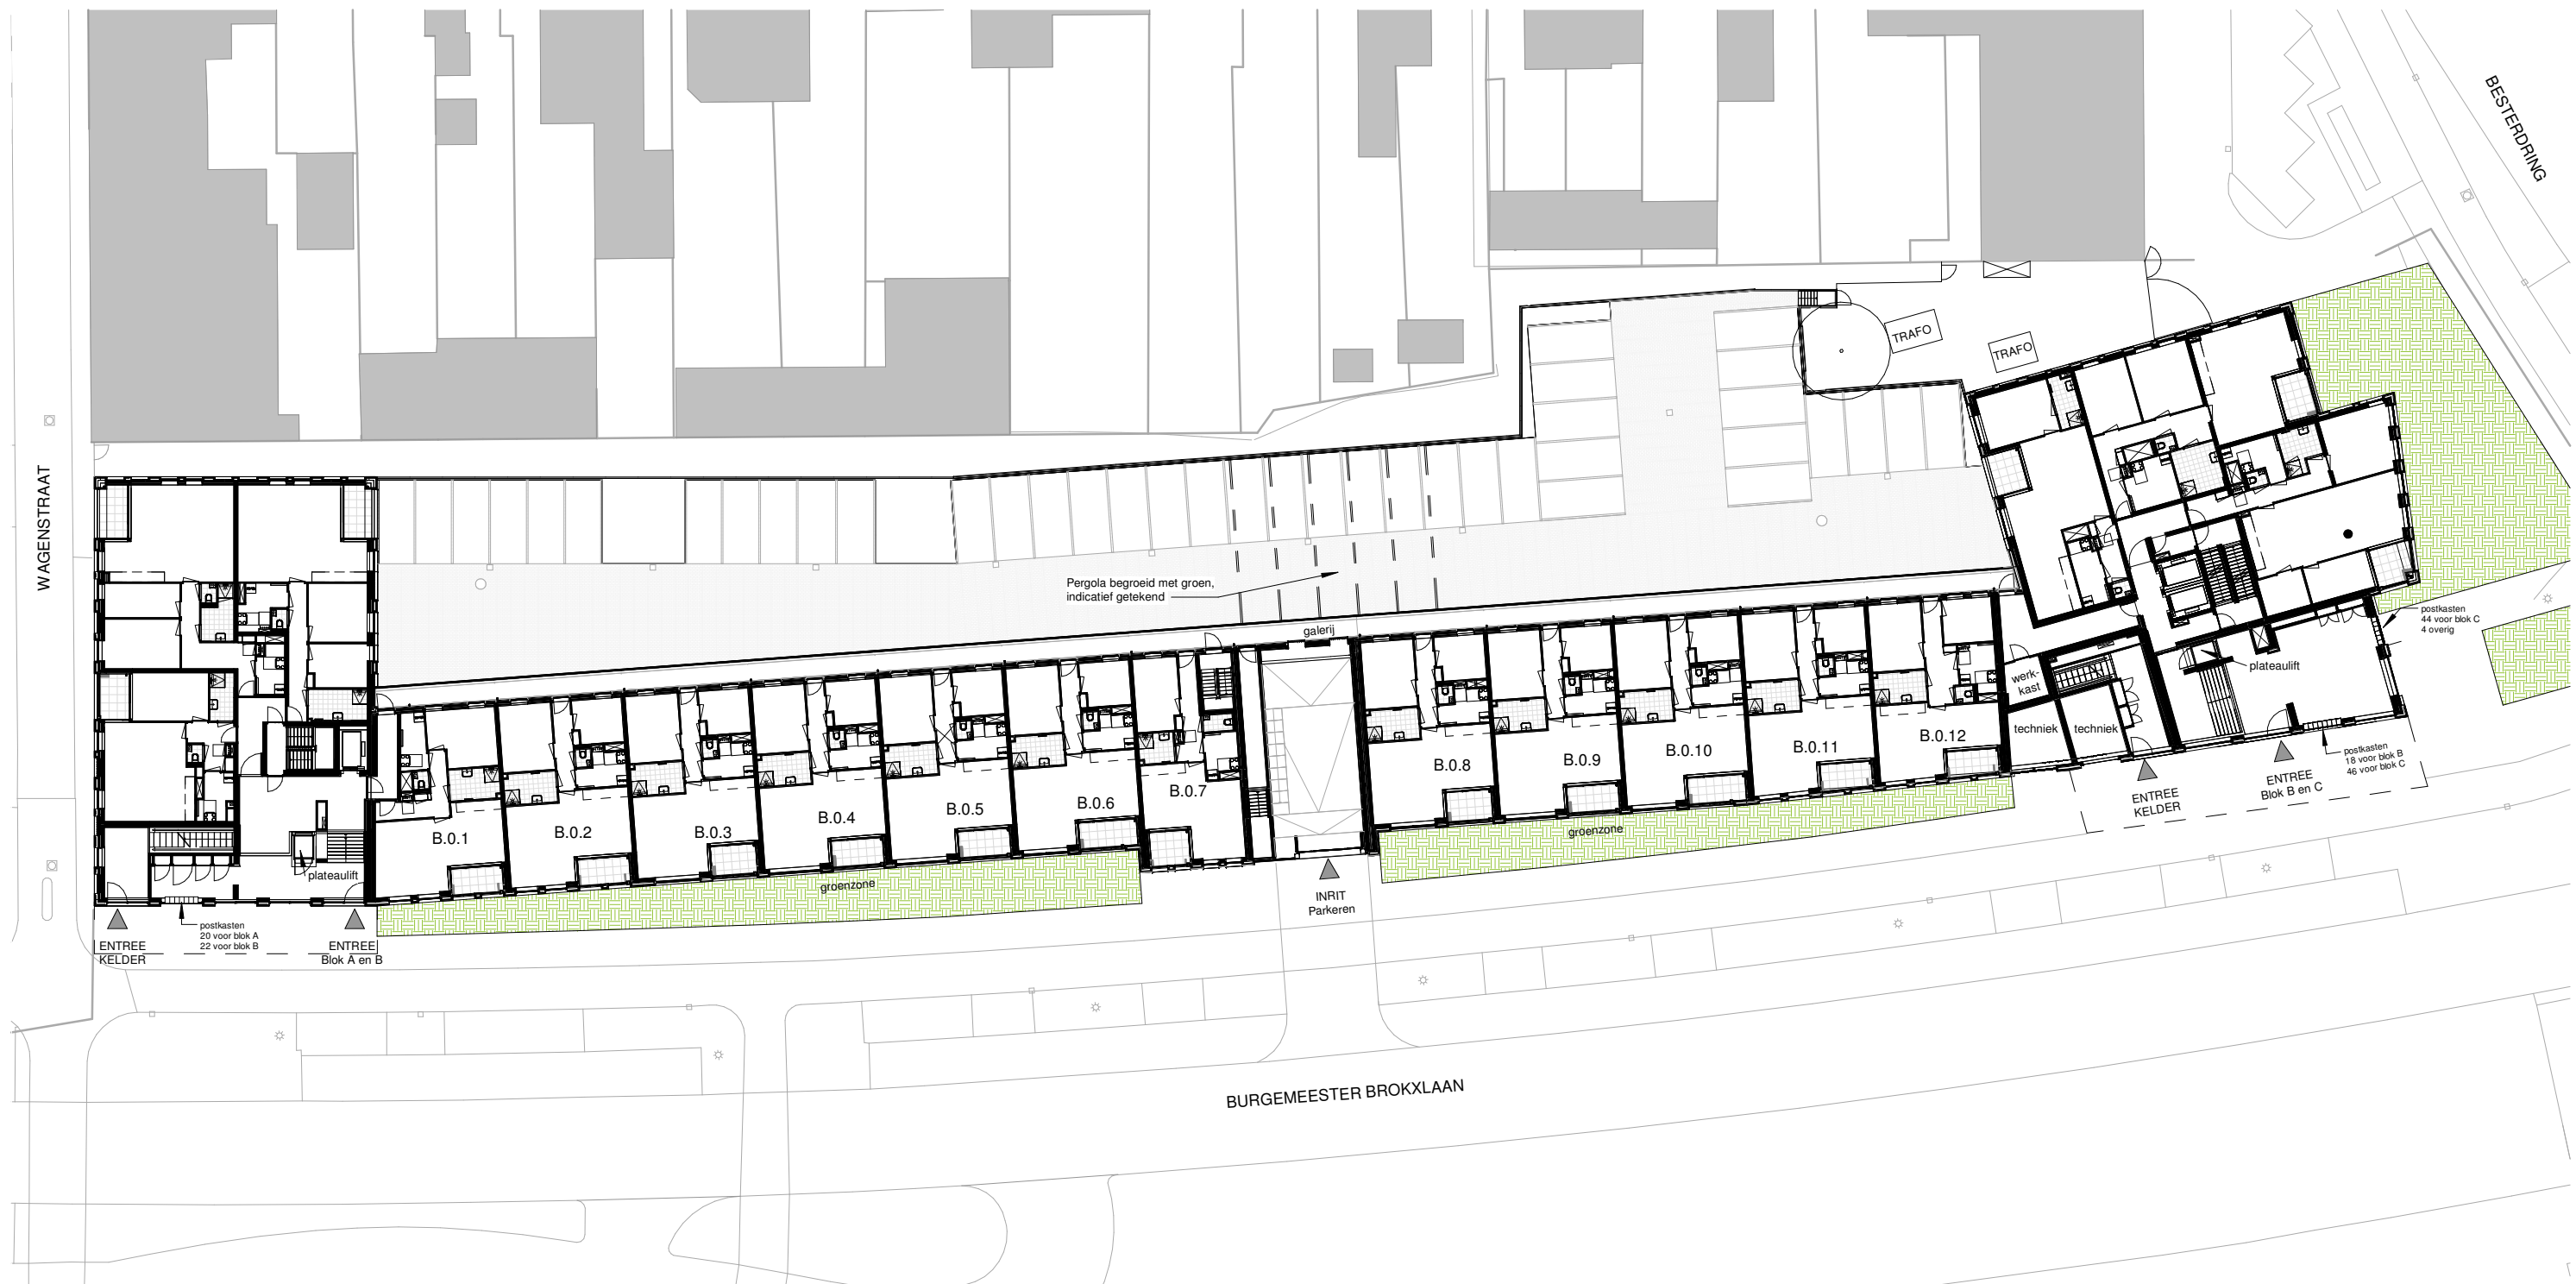 BESTERDRING
TRAFO
TRAFO
WAGENSTRAAT
Pergola begroeid met groen,
indicatief getekend
galerij
postkasten
44 voor blok C
4 overig
plateaulift
werk-
kast
techniek
techniek
B.0.1
B.0.2
B.0.3
B.0.4
B.0.5
B.0.6
B.0.7
B.0.8
B.0.9
B.0.10
B.0.11
B.0.12
postkasten
18 voor blok B
46 voor blok C
ENTREE
Blok B en C
ENTREE
KELDER
groenzone
groenzone
plateaulift
INRIT
Parkeren
postkasten
20 voor blok A
22 voor blok B
ENTREE
KELDER
ENTREE
Blok A en B
BURGEMEESTER BROKXLAAN